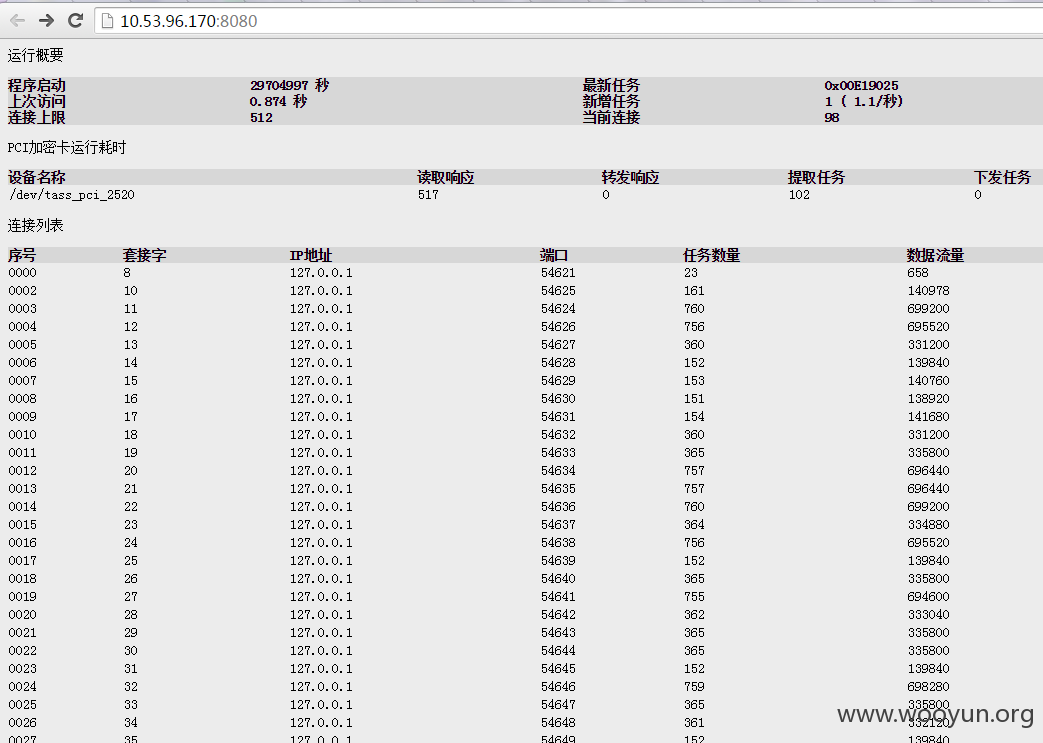 10.53.96.170:8080
运行概要
程序启动 29704997 秒 最新任务 0x00E19025
上次访问 0.874 秒 新增任务 1 ( 1.1/秒)
连接上限 512 当前连接 98
PCI加密卡运行耗时
设备名称 读取响应 转发响应 提取任务 下发任务
/dev/tass_pci_2520 517 0 102 0
连接列表
序号 套接字 IP地址 端口 任务数量 数据流量
0000 8 127.0.0.1 54621 23 658
0002 10 127.0.0.1 54625 161 140978
0003 11 127.0.0.1 54624 760 699200
0004 12 127.0.0.1 54626 756 695520
0005 13 127.0.0.1 54627 360 331200
0006 14 127.0.0.1 54628 152 139840
0007 15 127.0.0.1 54629 153 140760
0008 16 127.0.0.1 54630 151 138920
0009 17 127.0.0.1 54631 154 141680
0010 18 127.0.0.1 54632 360 331200
0011 19 127.0.0.1 54633 365 335800
0012 20 127.0.0.1 54634 757 696440
0013 21 127.0.0.1 54635 757 696440
0014 22 127.0.0.1 54636 760 699200
0015 23 127.0.0.1 54637 364 334880
0016 24 127.0.0.1 54638 756 695520
0017 25 127.0.0.1 54639 152 139840
0018 26 127.0.0.1 54640 365 335800
0019 27 127.0.0.1 54641 755 694600
0020 28 127.0.0.1 54642 362 333040
0021 29 127.0.0.1 54643 365 335800
0022 30 127.0.0.1 54644 365 335800
0023 31 127.0.0.1 54645 152 139840
0024 32 127.0.0.1 54646 759 698280
0025 33 127.0.0.1 54647 365 335800
0026 34 127.0.0.1 54648 361 332120
0027 35 127.0.0.1 54649 152 139840
www.wooyun.org